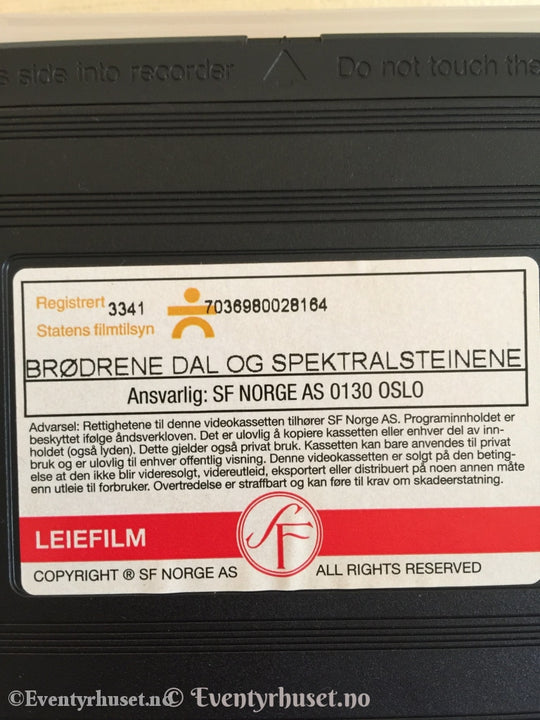 s side into recorder Do not touch the
Registrert 3341 7036980028164
Statens filmtilsyn
BRØDRENE DAL OG SPEKTRALSTEINENE
Ansvarlig: SF NORGE AS 0130 OSLO
Advarsel: Rettighetene til denne videokassetten tilhører SF Norge AS. Programinnholdet er
beskyttet ifølge åndsverkloven. Det er ulovlig å kopiere kassetten eller enhver del av inn-
holdet (også lyden). Dette gjelder også privat bruk. Kassetten kan bare anvendes til privat
bruk og er ulovlig til enhver offentlig visning. Denne videokassetten er solgt på den beting-
else at den ikke blir videresolgt, videreutleid, eksportert eller distribuert på noen annen måte
enn utleie til forbruker. Overtredelse er straffbart og kan føre til krav om skadeerstatning.
LEIEFILM
SF
COPYRIGHT ® SF NORGE AS ALL RIGHTS RESERVED
©Eventyrhuset.no © Eventyrhuset.no